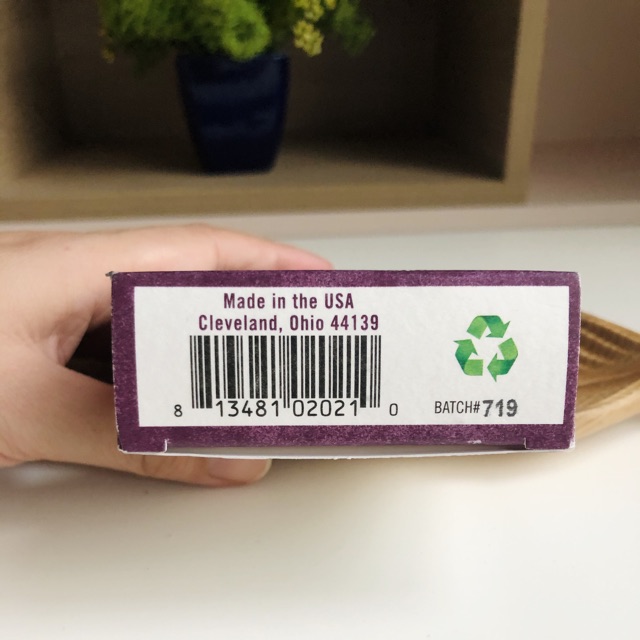 Made in the USA
Cleveland, Ohio 44139
8 13481 02021 0
BATCH# 719